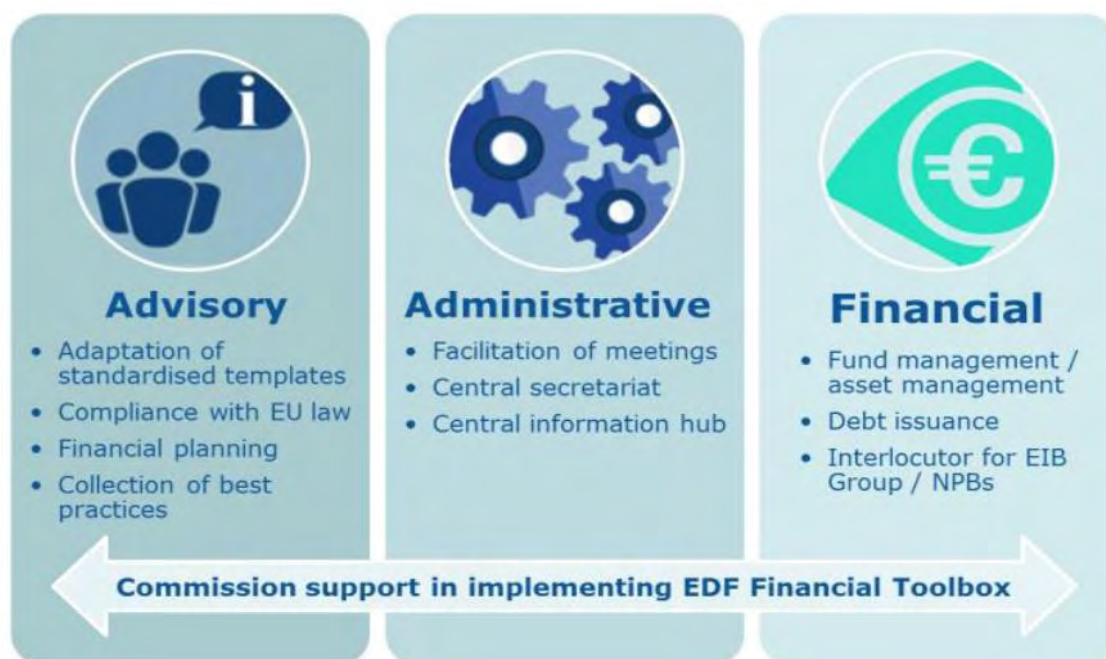 i
Advisory
• Adaptation of
standardised templates
• Compliance with EU law
• Financial planning
• Collection of best
practices
Administrative
• Facilitation of meetings
• Central secretariat
• Central information hub
€
Financial
• Fund management /
asset management
• Debt issuance
• Interlocutor for EIB
Group / NPBs
Commission support in implementing EDF Financial Toolbox